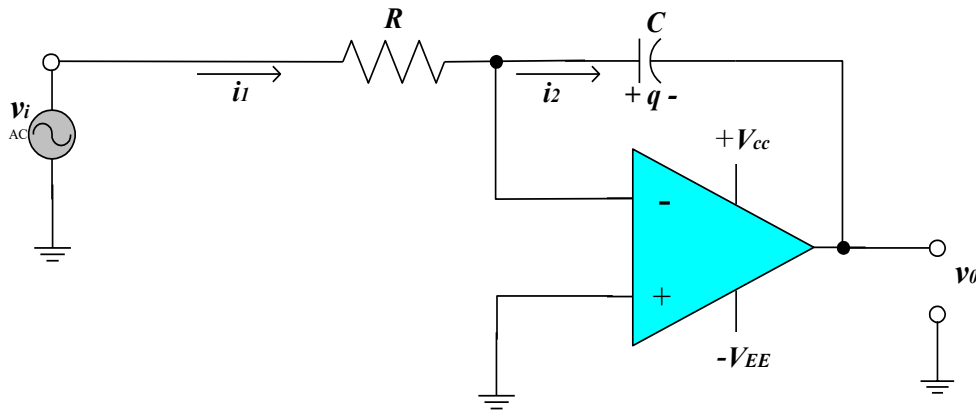 R
C
i1
i2
+ q -
vi
AC
+Vcc
-
+
v0
-VEE